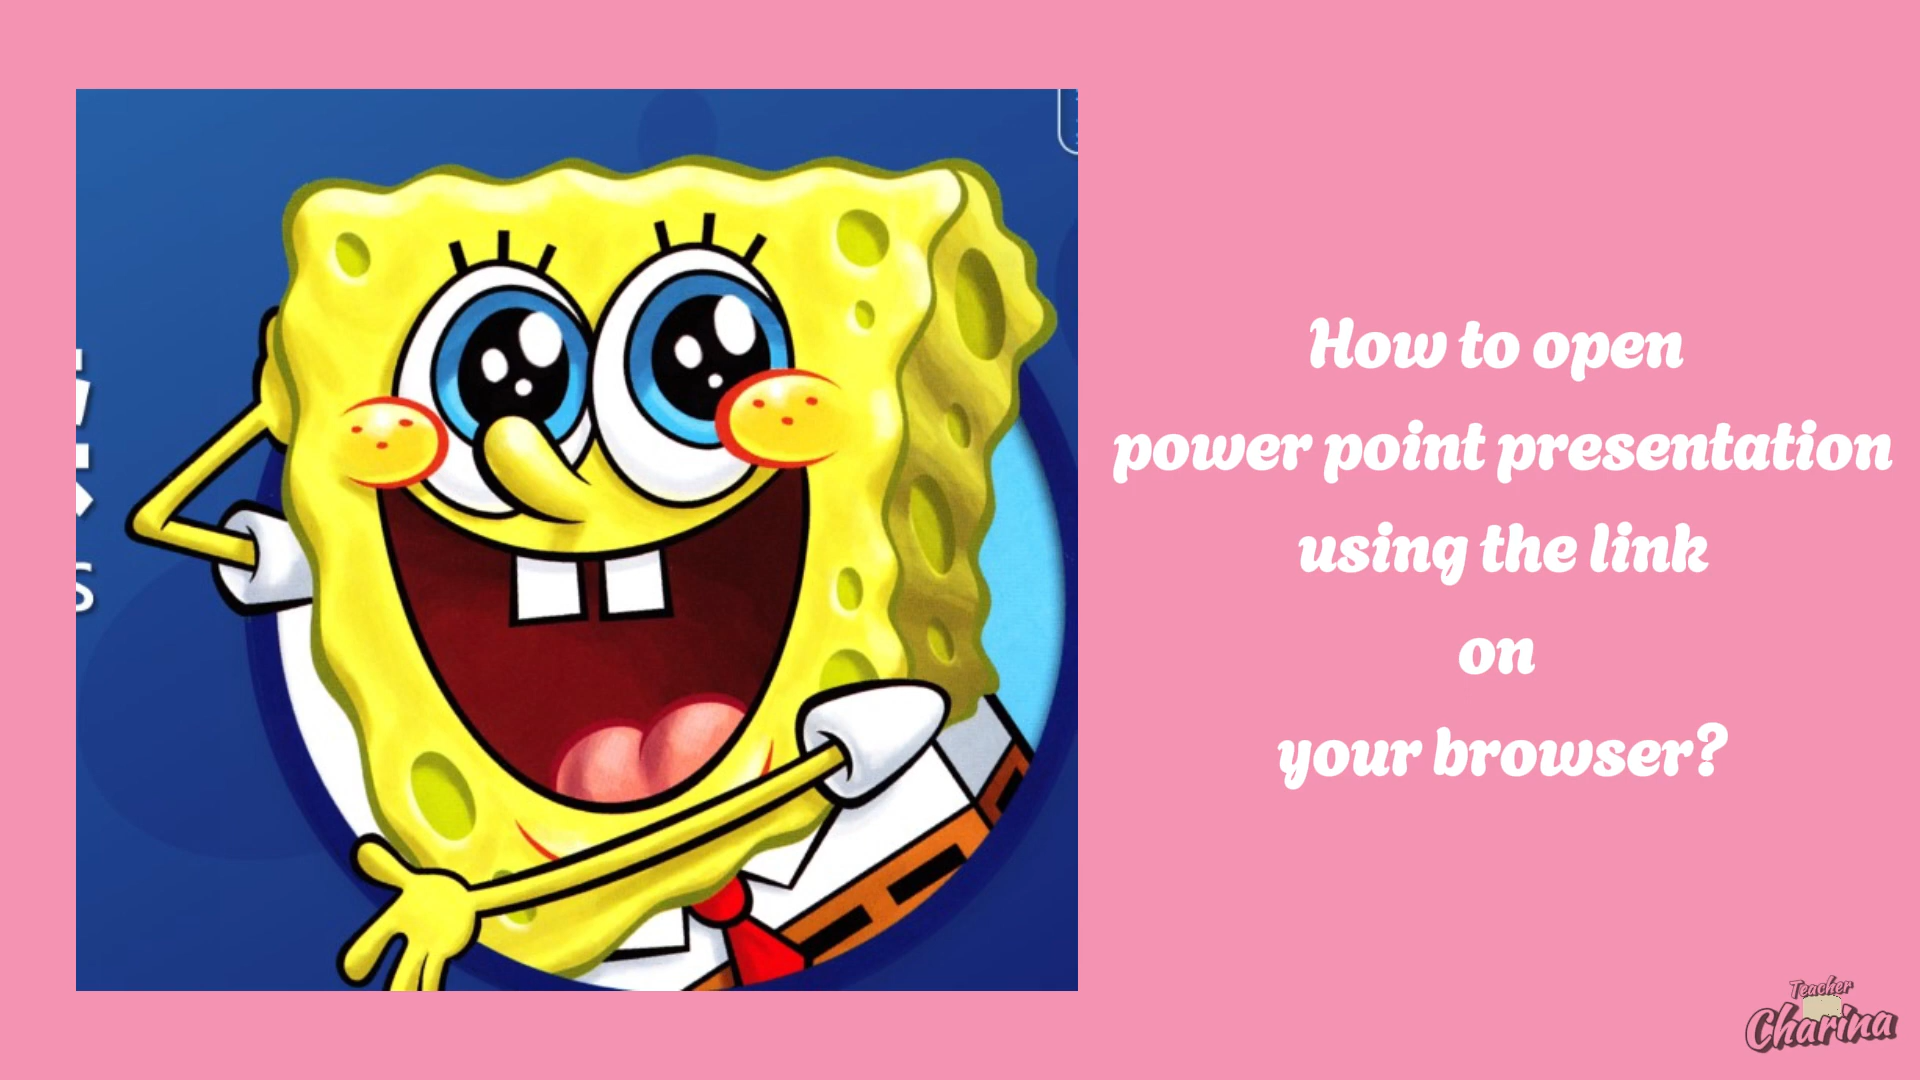 How to open
power point presentation
using the link
on
your browser?
Teacher
Charina